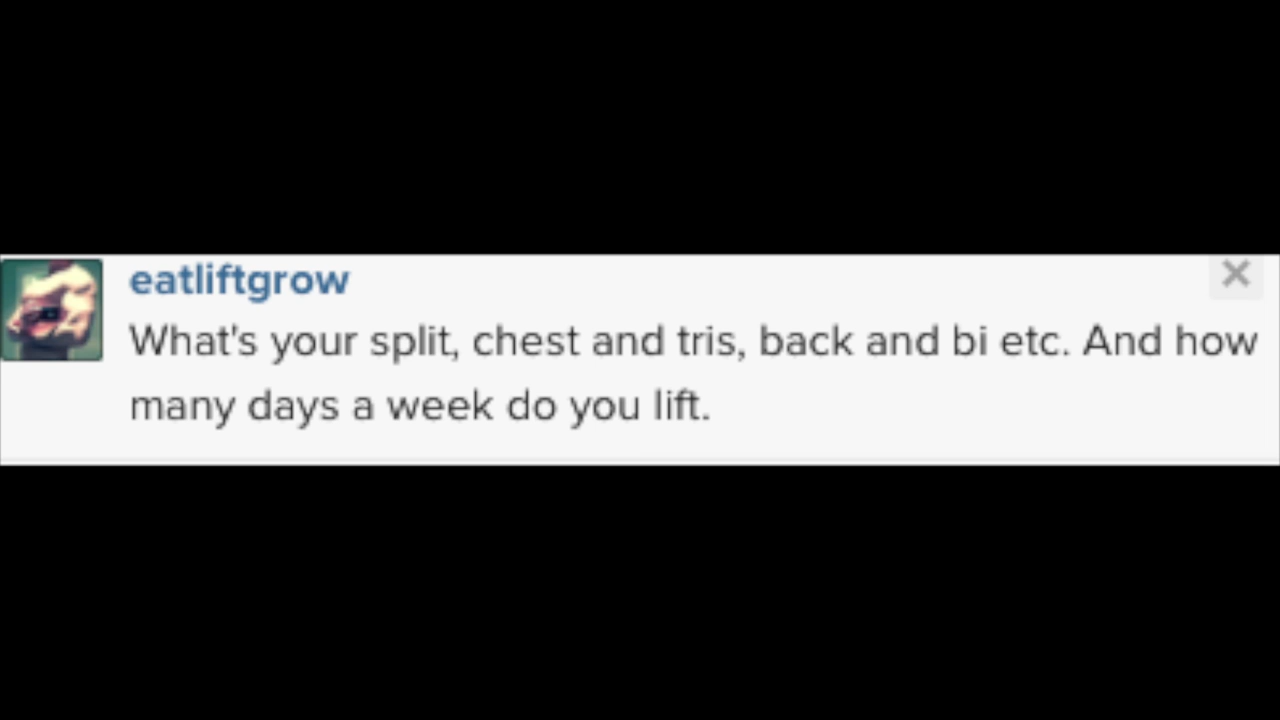 eatliftgrow
What's your split, chest and tris, back and bi etc. And how
many days a week do you lift.